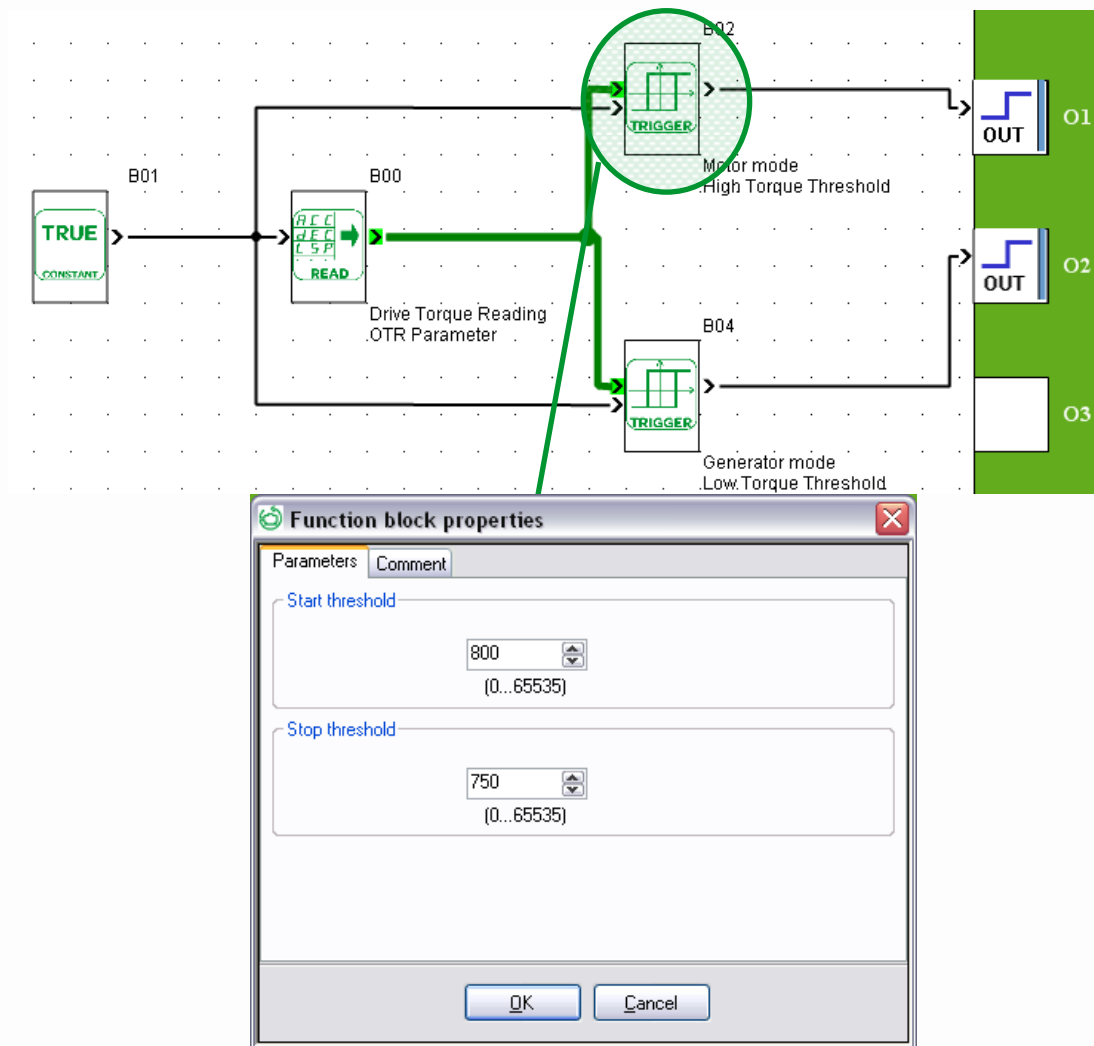 B02
TRIGGER
O1
OUT
Motor mode
High Torque Threshold
B01
B00
TRUE
CONSTANT
ACC
dEC
LSP
READ
O2
OUT
Drive Torque Reading
OTR Parameter
B04
TRIGGER
O3
Generator mode
Low Torque Threshold
Function block properties
Parameters Comment
Start threshold
800
(0...65535)
Stop threshold
750
(0...65535)
OK Cancel